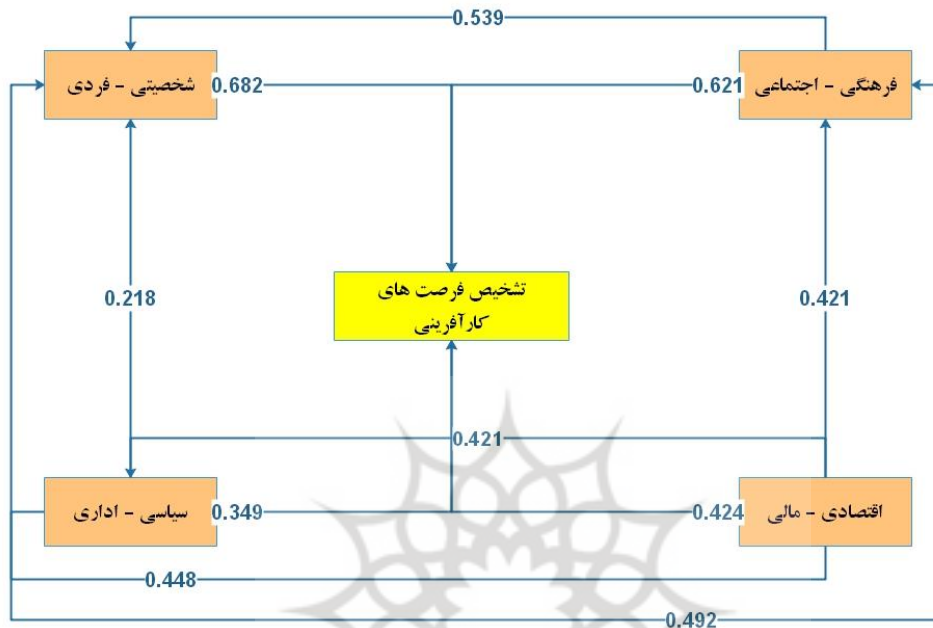 0.539
فرهنگی - اجتماعی
0.621
0.682
شخصیتی - فردی
0.218
0.421
تشخیص فرصت های
کارآفرینی
0.421
اقتصادی - مالی
0.424
0.349
سیاسی - اداری
0.448
0.492